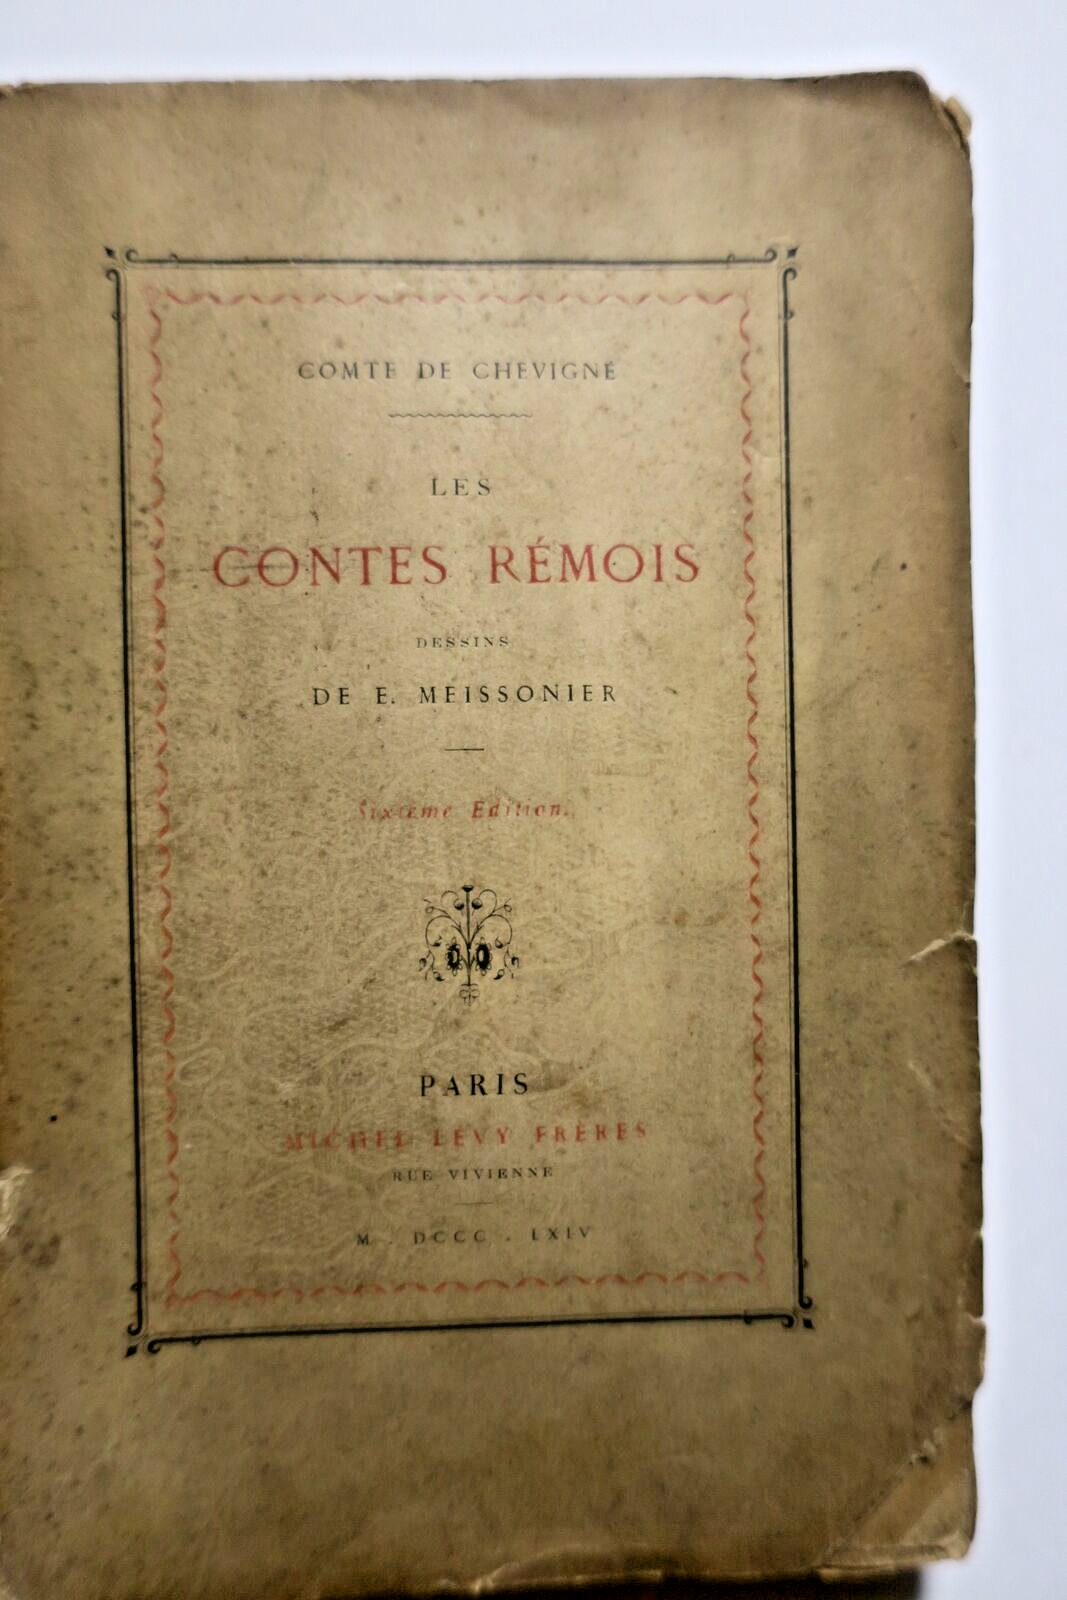 COMTE DE CHEVIGNÉ
LES
CONTES RÉMOIS
DESSINS
DE E. MEISSONIER
Sixième Edition.
PARIS
MICHEL LÉVY FRÈRES
RUE VIVIENNE
M . DCCC . LXIV